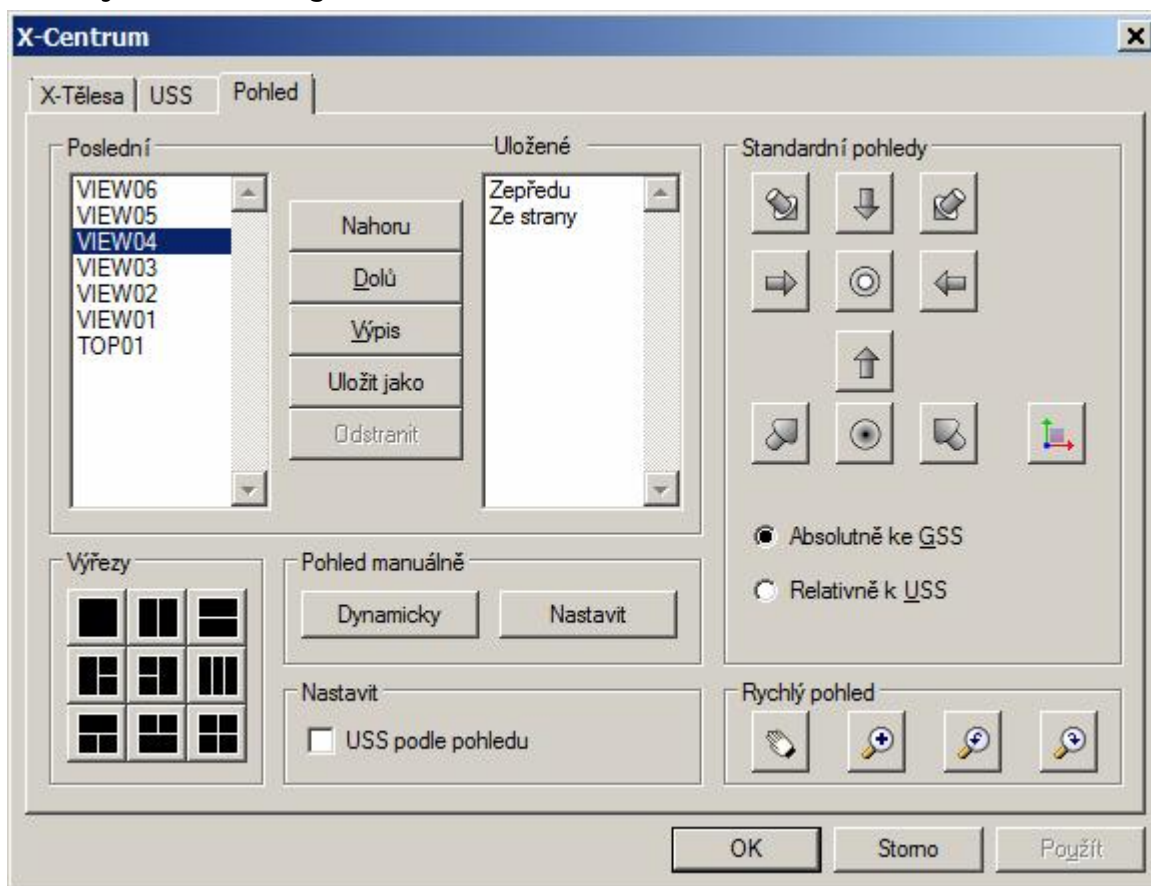 X-Centrum
X-Tělesa USS Pohled
Poslední
VIEW06
VIEW05
VIEW04
VIEW03
VIEW02
VIEW01
TOP01
Nahoru
Dolů
Výpis
Uložit jako
Odstranit
Uložené
Zepředu
Ze strany
Standardní pohledy
Absolutně ke GSS
Relativně k USS
Výřezy
Pohled manuálně
Dynamicky Nastavit
Nastavit
USS podle pohledu
Rychlý pohled
OK Storno Použít